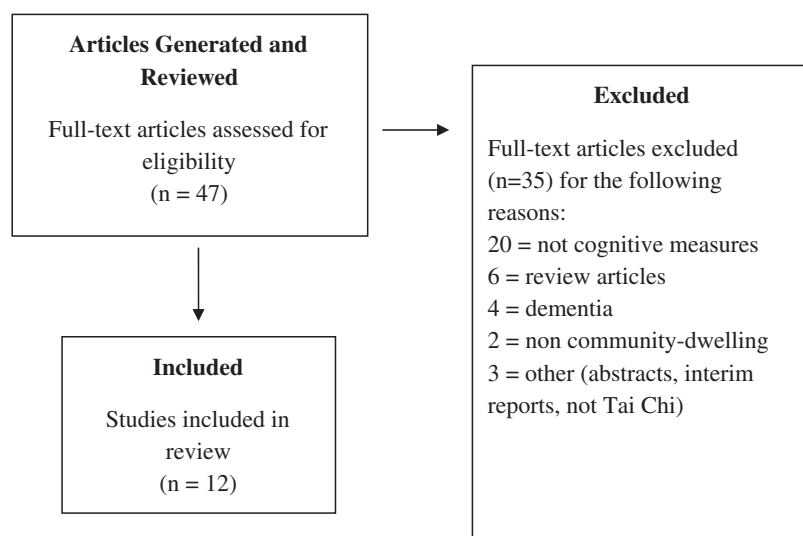 Articles Generated and
Reviewed
Full-text articles assessed for
eligibility
(n = 47)
Excluded
Full-text articles excluded
(n=35) for the following
reasons:
20 = not cognitive measures
6 = review articles
4 = dementia
2 = non community-dwelling
3 = other (abstracts, interim
reports, not Tai Chi)
Included
Studies included in
review
(n = 12)